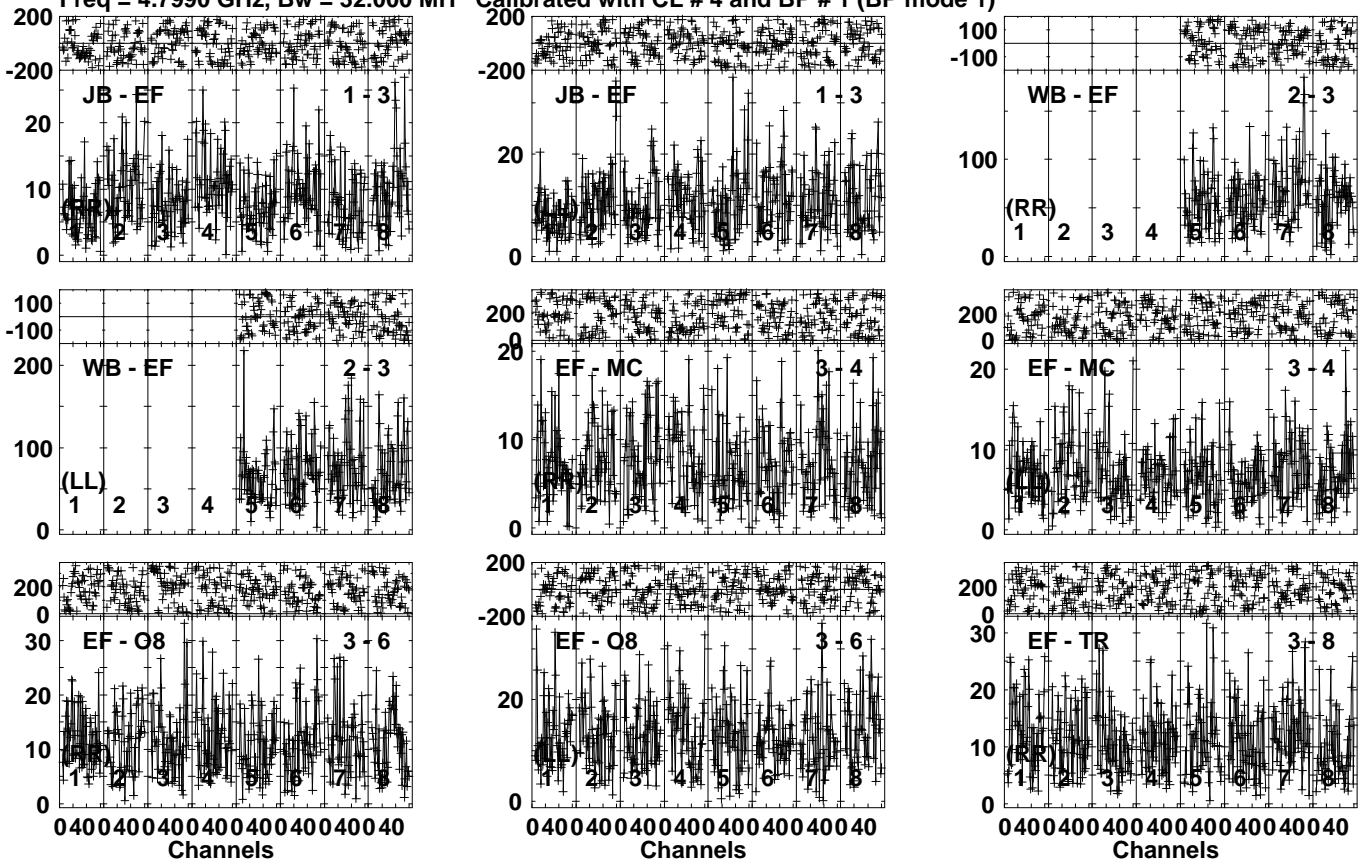 Freq = 4.7990 GHz, Bw = 32.000 MH Calibrated with CL # 4 and BP # 1 (BP mode 1)
200 200 100
-200 -200 -100
JB - EF 1 - 3 JB - EF 1 - 3 WB - EF 2 - 3
20 20 100
10
(RR) (LL) (RR)
1 2 3 4 5 6 7 8 1 2 3 4 5 6 7 8 1 2 3 4 5 6 7 8
0 0 0
100 200 200
-100 0 0
200 20 20
WB - EF 2 - 3 EF - MC 3 - 4 EF - MC 3 - 4
100 10 10
(LL) (RR) (LL)
1 2 3 4 5 6 7 8 1 2 3 4 5 6 7 8 1 2 3 4 5 6 7 8
0 0 0
200 200 200
0 -200 0
30 30
EF - O8 3 - 6 EF - O8 3 - 6 EF - TR 3 - 8
20 20 20
10 10
(RR) (LL) (RR)
1 2 3 4 5 6 7 8 1 2 3 4 5 6 7 8 1 2 3 4 5 6 7 8
0 0 0
0 40 0 40 0 40 0 40 0 40 0 40 0 40 0 40 0 40 0 40 0 40 0 40 0 40 0 40 0 40 0 40 0 40 0 40 0 40 0 40 0 40 0 40 0 40 0 40
Channels Channels Channels